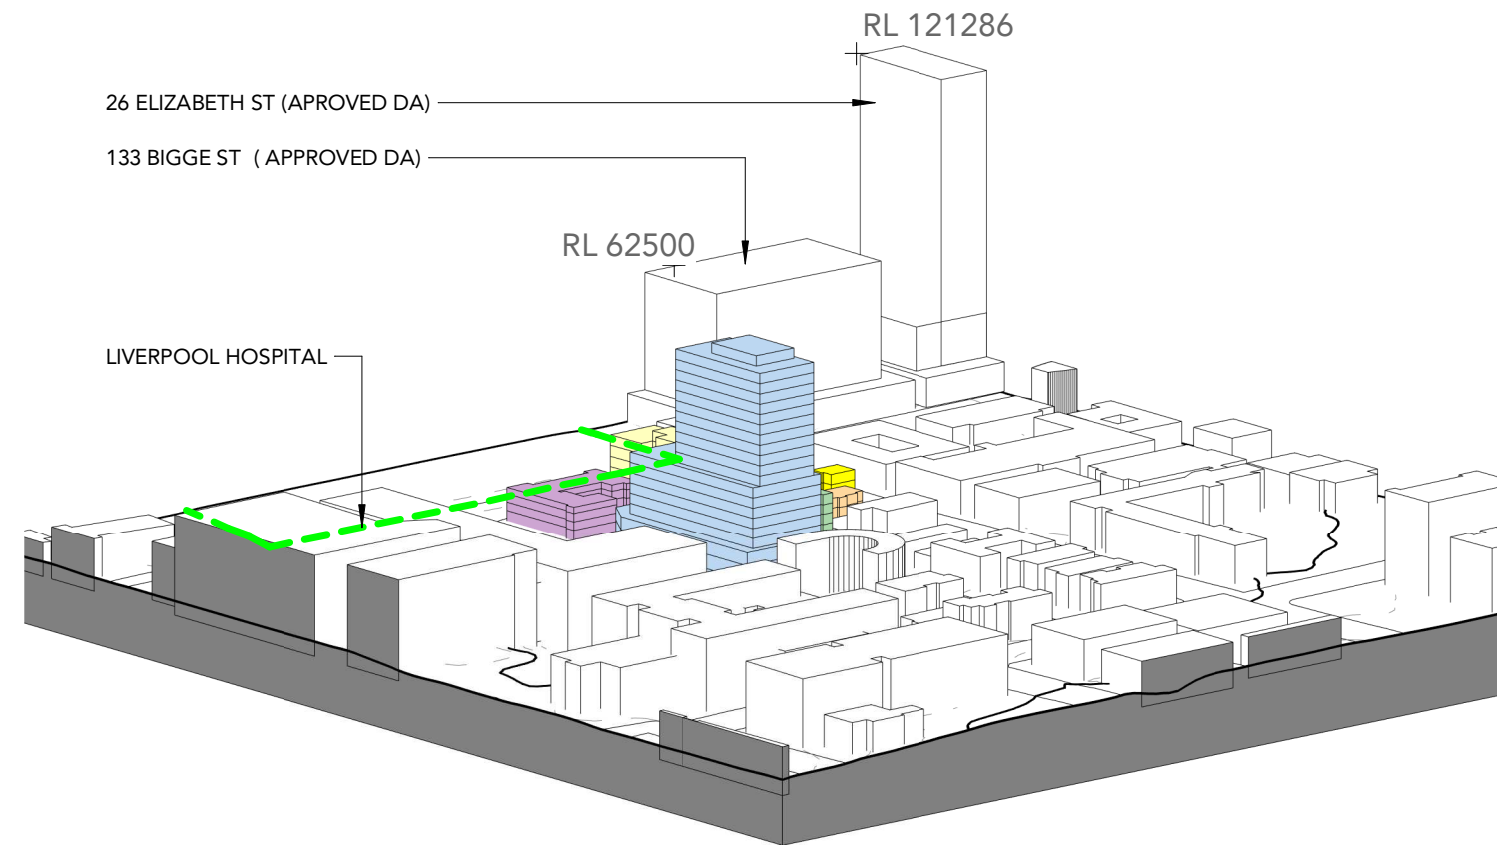 RL 121286
26 ELIZABETH ST (APROVED DA)
133 BIGGE ST ( APPROVED DA)
RL 62500
LIVERPOOL HOSPITAL